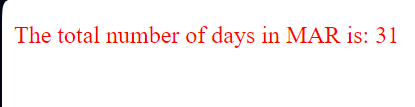 The total number of days in MAR is: 31